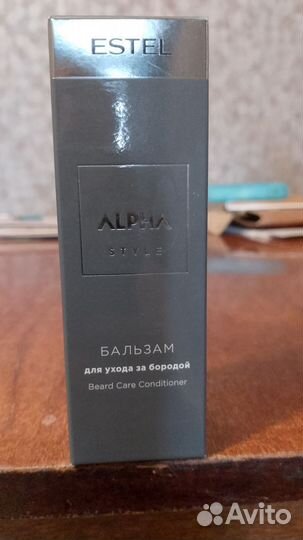 ESTEL
ALPHA
STYLE
БАЛЬЗАМ
для ухода за бородой
Beard Care Conditioner
Avito